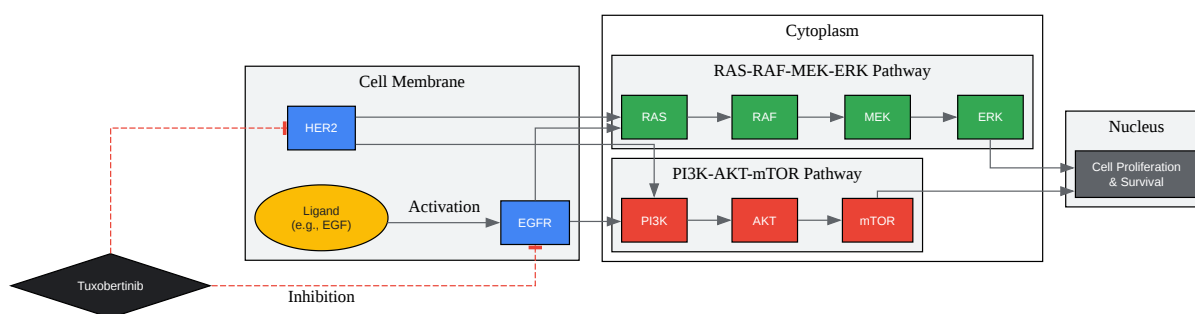 Cytoplasm
Cell Membrane
RAS-RAF-MEK-ERK Pathway
HER2
RAS
RAF
MEK
ERK
Nucleus
Cell Proliferation
& Survival
PI3K-AKT-mTOR Pathway
Ligand
(e.g., EGF)
Activation
EGFR
PI3K
AKT
mTOR
Tuxobertinib
Inhibition